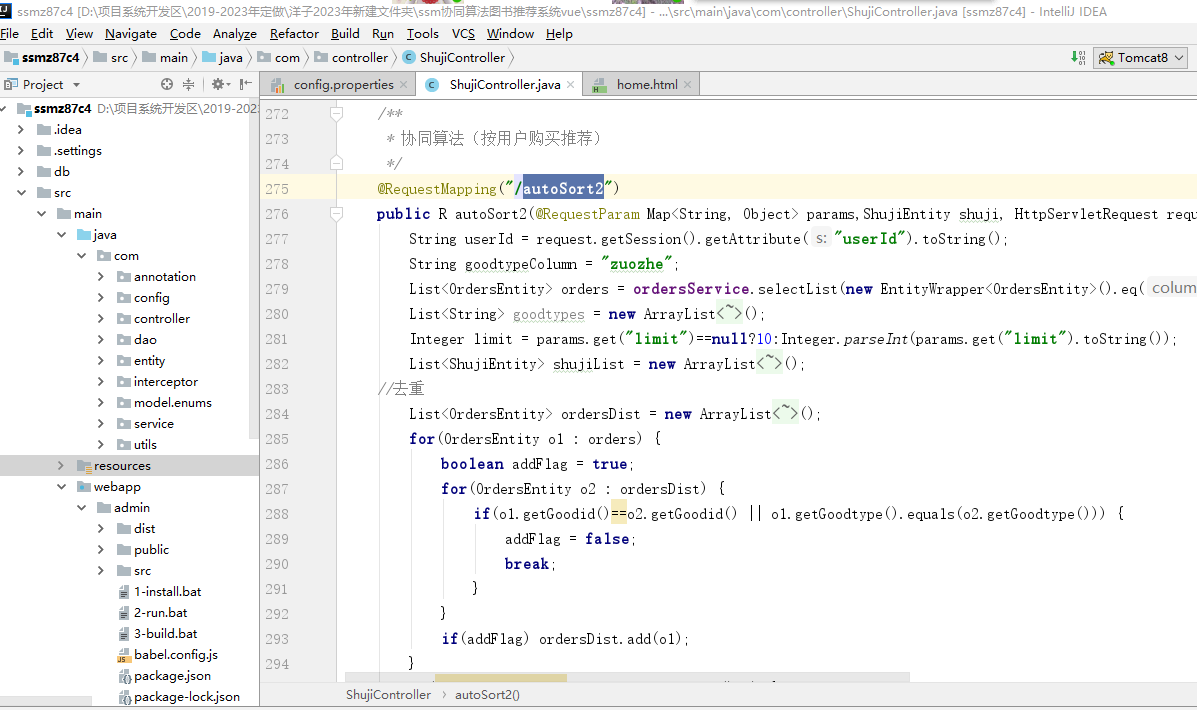 ssmz87c4 [D:\项目系统开发区\2019-2023年定做\洋子2023年新建文件夹\ssm协同算法图书推荐系统vue\ssmz87c4] - ...\src\main\java\com\controller\ShujiController.java [ssmz87c4] - IntelliJ IDEA
File Edit View Navigate Code Analyze Refactor Build Run Tools VCS Window Help
ssmz87c4 src main java com controller ShujiController Tomcat8
Project config.properties ShujiController.java home.html
ssmz87c4 D:\项目系统开发区\2019-202
.idea
.settings
db
src
main
java
com
annotation
config
controller
dao
entity
interceptor
model.enums
service
utils
resources
webapp
admin
dist
public
src
1-install.bat
2-run.bat
3-build.bat
babel.config.js
package.json
package-lock.json
272 /**
273 * 协同算法（按用户购买推荐）
274 */
275 @RequestMapping("/autoSort2")
276 public R autoSort2(@RequestParam Map<String, Object> params,ShujiEntity shuji, HttpServletRequest requ
277 String userId = request.getSession().getAttribute( s: "userId").toString();
278 String goodtypeColumn = "zuozhe";
279 List<OrdersEntity> orders = ordersService.selectList(new EntityWrapper<OrdersEntity>().eq( colum
280 List<String> goodtypes = new ArrayList<~>();
281 Integer limit = params.get("limit")==null?10:Integer.parseInt(params.get("limit").toString());
282 List<ShujiEntity> shujiList = new ArrayList<~>();
283 //去重
284 List<OrdersEntity> ordersDist = new ArrayList<~>();
285 for(OrdersEntity o1 : orders) {
286 boolean addFlag = true;
287 for(OrdersEntity o2 : ordersDist) {
288 if(o1.getGoodid()==o2.getGoodid() || o1.getGoodtype().equals(o2.getGoodtype())) {
289 addFlag = false;
290 break;
291 }
292 }
293 if(addFlag) ordersDist.add(o1);
294 }
ShujiController autoSort2()